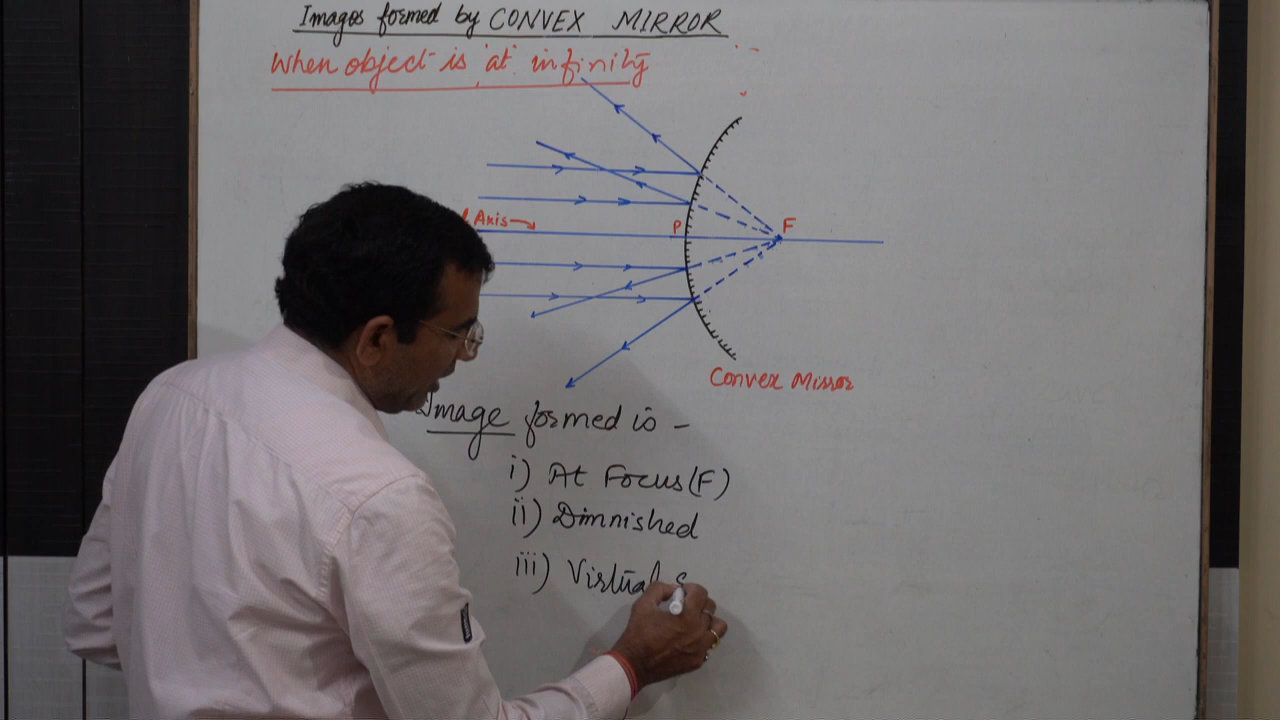 Images formed by CONVEX MIRROR
When object is 'at' infinity
Axis
P
F
Convex Mirror
Image formed is -
i) At Focus (F)
ii) Dimnished
iii) Virtual